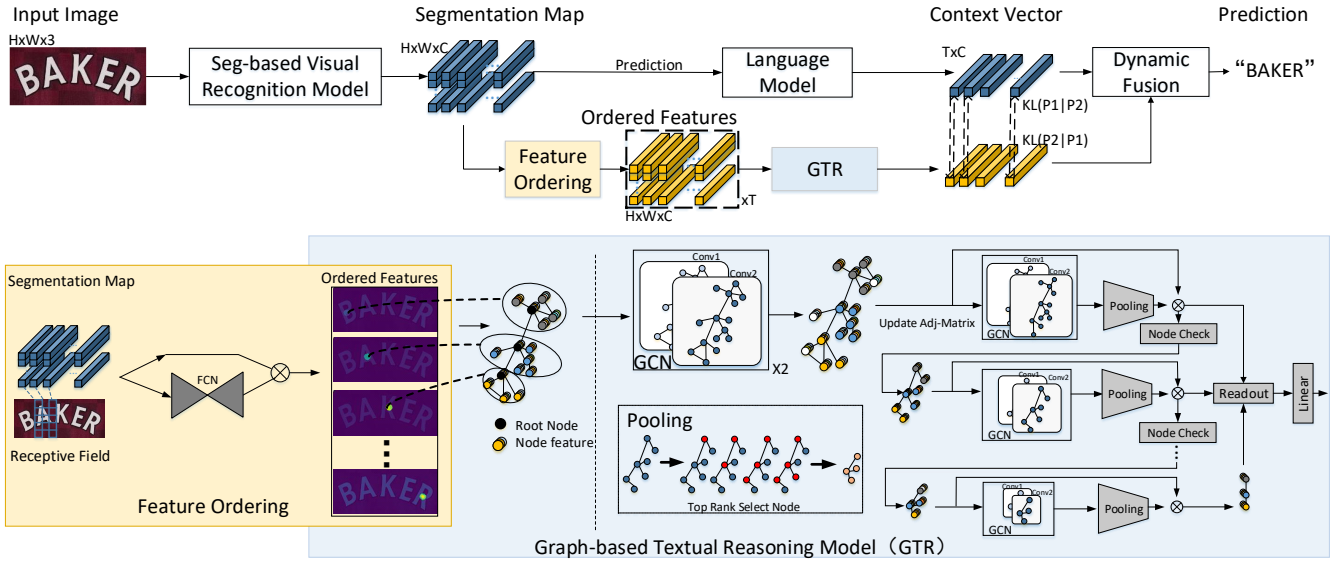 Input Image
Segmentation Map
Context Vector
Prediction
HxWx3
BAKER
Seg-based Visual
Recognition Model
HxWxC
Prediction
Language
Model
TxC
Dynamic
Fusion
“BAKER”
KL(P1|P2)
KL(P2|P1)
Ordered Features
Feature
Ordering
HxWxC
xT
GTR
Segmentation Map
FCN
BAKER
Receptive Field
Feature Ordering
Ordered Features
BAKER
BAKER
BAKER
BAKER
Root Node
Node feature
Conv1
Conv2
GCN
X2
Pooling
Top Rank Select Node
Update Adj-Matrix
Conv1
Conv2
GCN
Pooling
Node Check
Conv1
Conv2
GCN
Pooling
Node Check
Readout
Linear
Conv1
Conv2
GCN
Pooling
Graph-based Textual Reasoning Model（GTR）